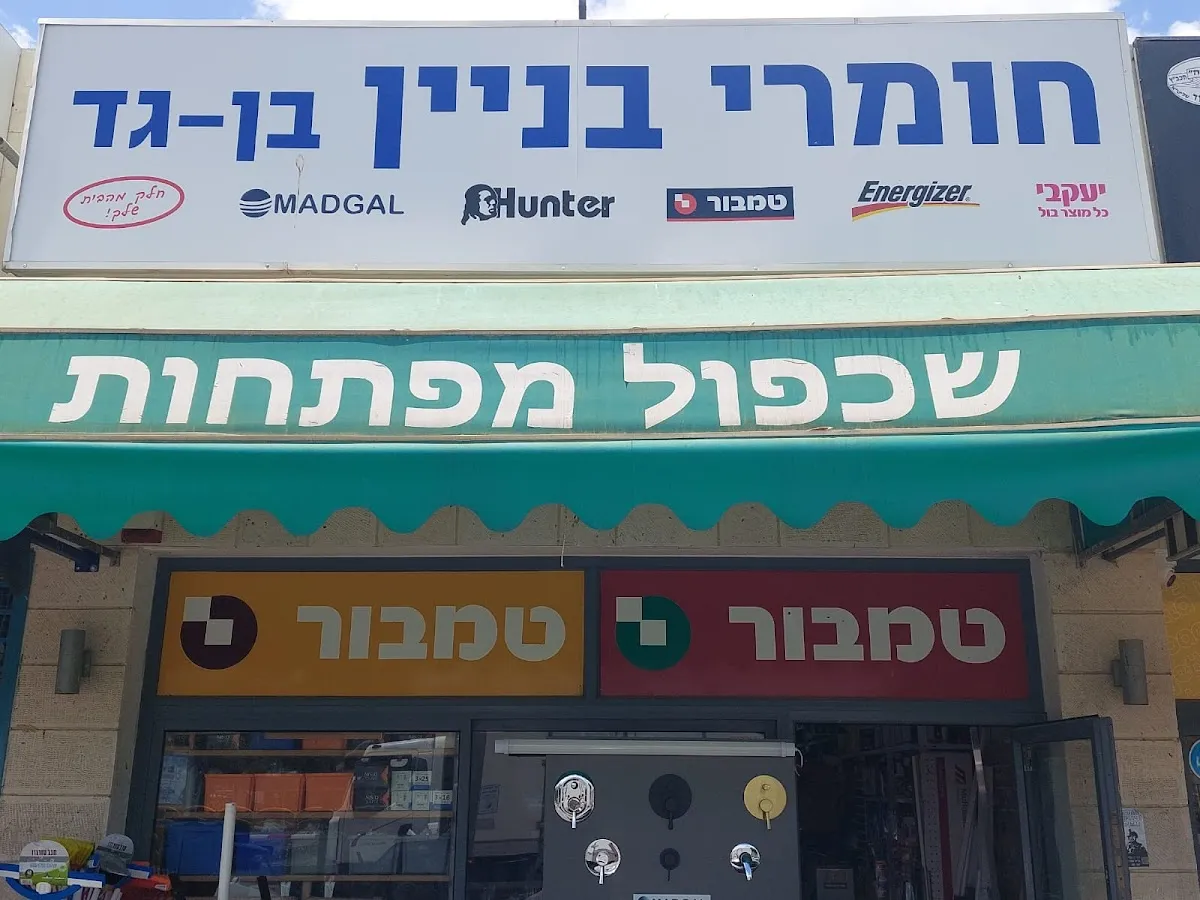 חומרי בניין בן-גד
יעקבי
כל מוצר בול
Energizer
טמבור
Hunter
MADGAL
חלק מהבית
שלך!
שכפול מפתחות
טמבור
טמבור